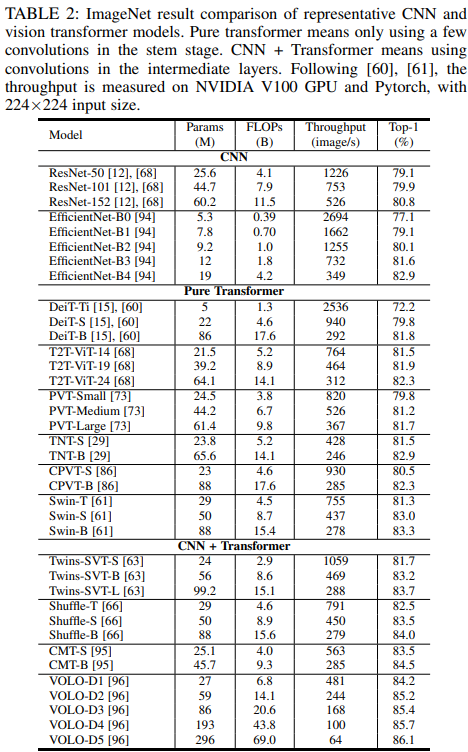 TABLE 2: ImageNet result comparison of representative CNN and
vision transformer models. Pure transformer means only using a few
convolutions in the stem stage. CNN + Transformer means using
convolutions in the intermediate layers. Following [60], [61], the
throughput is measured on NVIDIA V100 GPU and Pytorch, with
224×224 input size.
Model Params (M) FLOPs (B) Throughput (image/s) Top-1 (%)
CNN
ResNet-50 [12], [68] 25.6 4.1 1226 79.1
ResNet-101 [12], [68] 44.7 7.9 753 79.9
ResNet-152 [12], [68] 60.2 11.5 526 80.8
EfficientNet-B0 [94] 5.3 0.39 2694 77.1
EfficientNet-B1 [94] 7.8 0.70 1662 79.1
EfficientNet-B2 [94] 9.2 1.0 1255 80.1
EfficientNet-B3 [94] 12 1.8 732 81.6
EfficientNet-B4 [94] 19 4.2 349 82.9
Pure Transformer
DeiT-Ti [15], [60] 5 1.3 2536 72.2
DeiT-S [15], [60] 22 4.6 940 79.8
DeiT-B [15], [60] 86 17.6 292 81.8
T2T-ViT-14 [68] 21.5 5.2 764 81.5
T2T-ViT-19 [68] 39.2 8.9 464 81.9
T2T-ViT-24 [68] 64.1 14.1 312 82.3
PVT-Small [73] 24.5 3.8 820 79.8
PVT-Medium [73] 44.2 6.7 526 81.2
PVT-Large [73] 61.4 9.8 367 81.7
TNT-S [29] 23.8 5.2 428 81.5
TNT-B [29] 65.6 14.1 246 82.9
CPVT-S [86] 23 4.6 930 80.5
CPVT-B [86] 88 17.6 285 82.3
Swin-T [61] 29 4.5 755 81.3
Swin-S [61] 50 8.7 437 83.0
Swin-B [61] 88 15.4 278 83.3
CNN + Transformer
Twins-SVT-S [63] 24 2.9 1059 81.7
Twins-SVT-B [63] 56 8.6 469 83.2
Twins-SVT-L [63] 99.2 15.1 288 83.7
Shuffle-T [66] 29 4.6 791 82.5
Shuffle-S [66] 50 8.9 450 83.5
Shuffle-B [66] 88 15.6 279 84.0
CMT-S [95] 25.1 4.0 563 83.5
CMT-B [95] 45.7 9.3 285 84.5
VOLO-D1 [96] 27 6.8 481 84.2
VOLO-D2 [96] 59 14.1 244 85.2
VOLO-D3 [96] 86 20.6 168 85.4
VOLO-D4 [96] 193 43.8 100 85.7
VOLO-D5 [96] 296 69.0 64 86.1